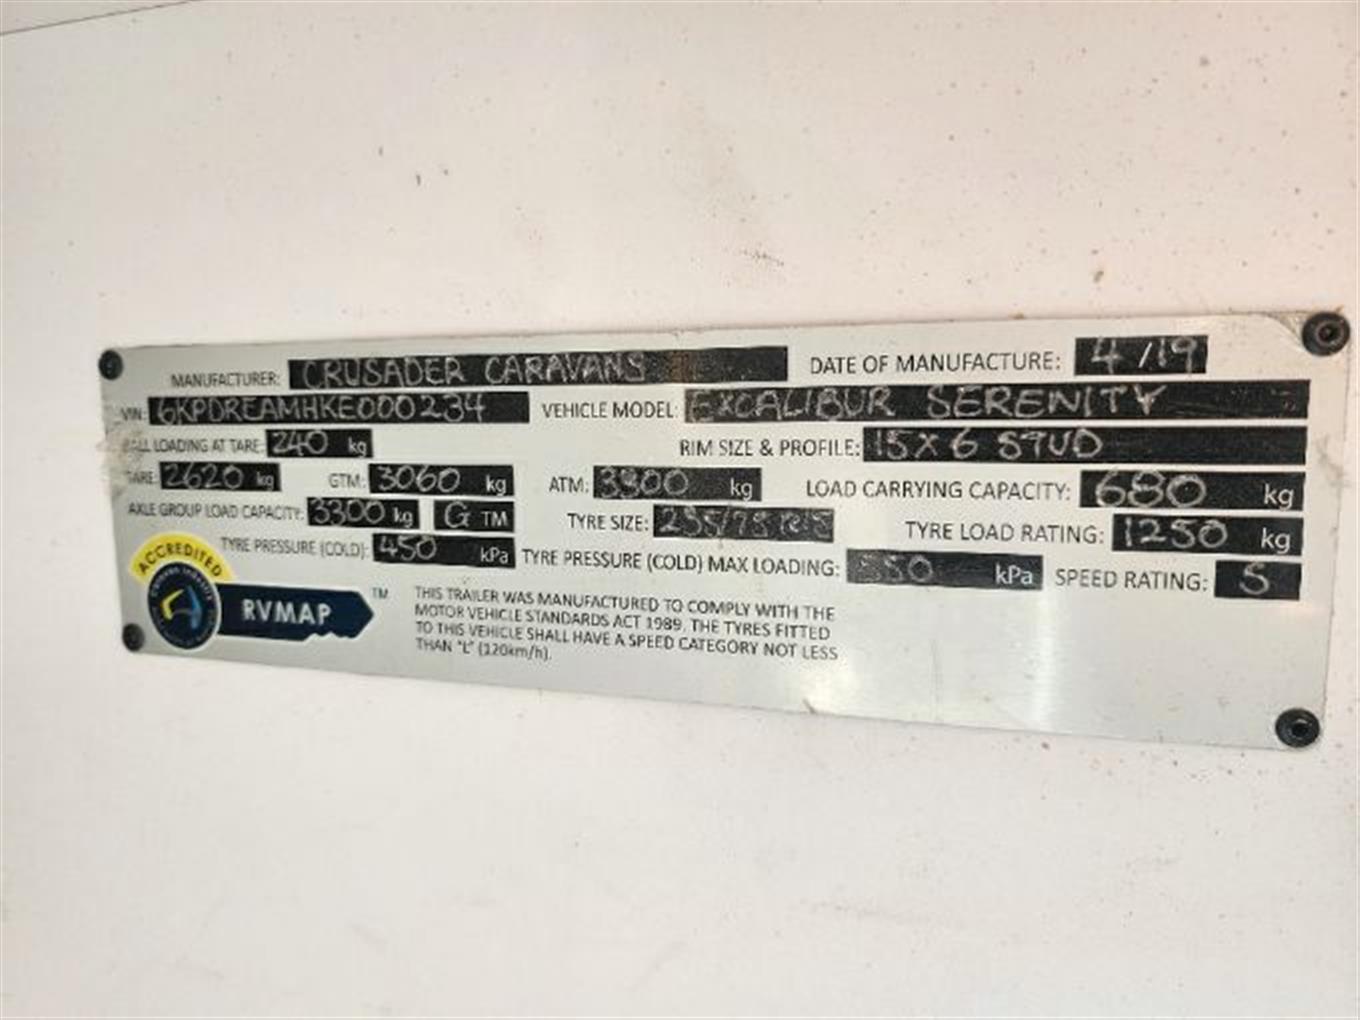 MANUFACTURER: CRUSADER CARAVANS DATE OF MANUFACTURE: 4/19
VIN: 6KPDREAMHKE000234 VEHICLE MODEL: EXCALIBUR SERENITY
BALL LOADING AT TARE: 240 kg RIM SIZE & PROFILE: 15 X 6 STUD
TARE: 2620 kg GTM: 3060 kg ATM: 3300 kg LOAD CARRYING CAPACITY: 680 kg
AXLE GROUP LOAD CAPACITY: 3300 kg G TM TYRE SIZE: TYRE LOAD RATING: 1250 kg
TYRE PRESSURE (COLD): 450 kPa TYRE PRESSURE (COLD) MAX LOADING: kPa SPEED RATING: S
ACCREDITED
RVMAP TM
THIS TRAILER WAS MANUFACTURED TO COMPLY WITH THE
MOTOR VEHICLE STANDARDS ACT 1989. THE TYRES FITTED
TO THIS VEHICLE SHALL HAVE A SPEED CATEGORY NOT LESS
THAN "L" (120km/h).